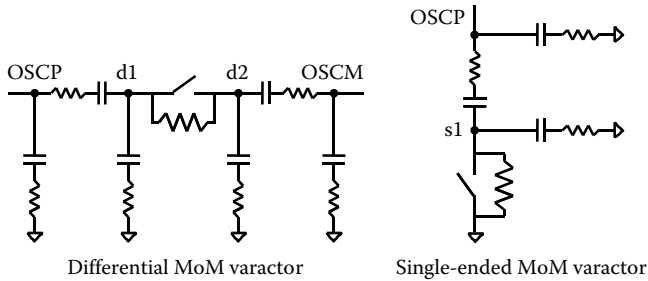 OSCP
OSCP d1 d2 OSCM
s1
Differential MoM varactor Single-ended MoM varactor